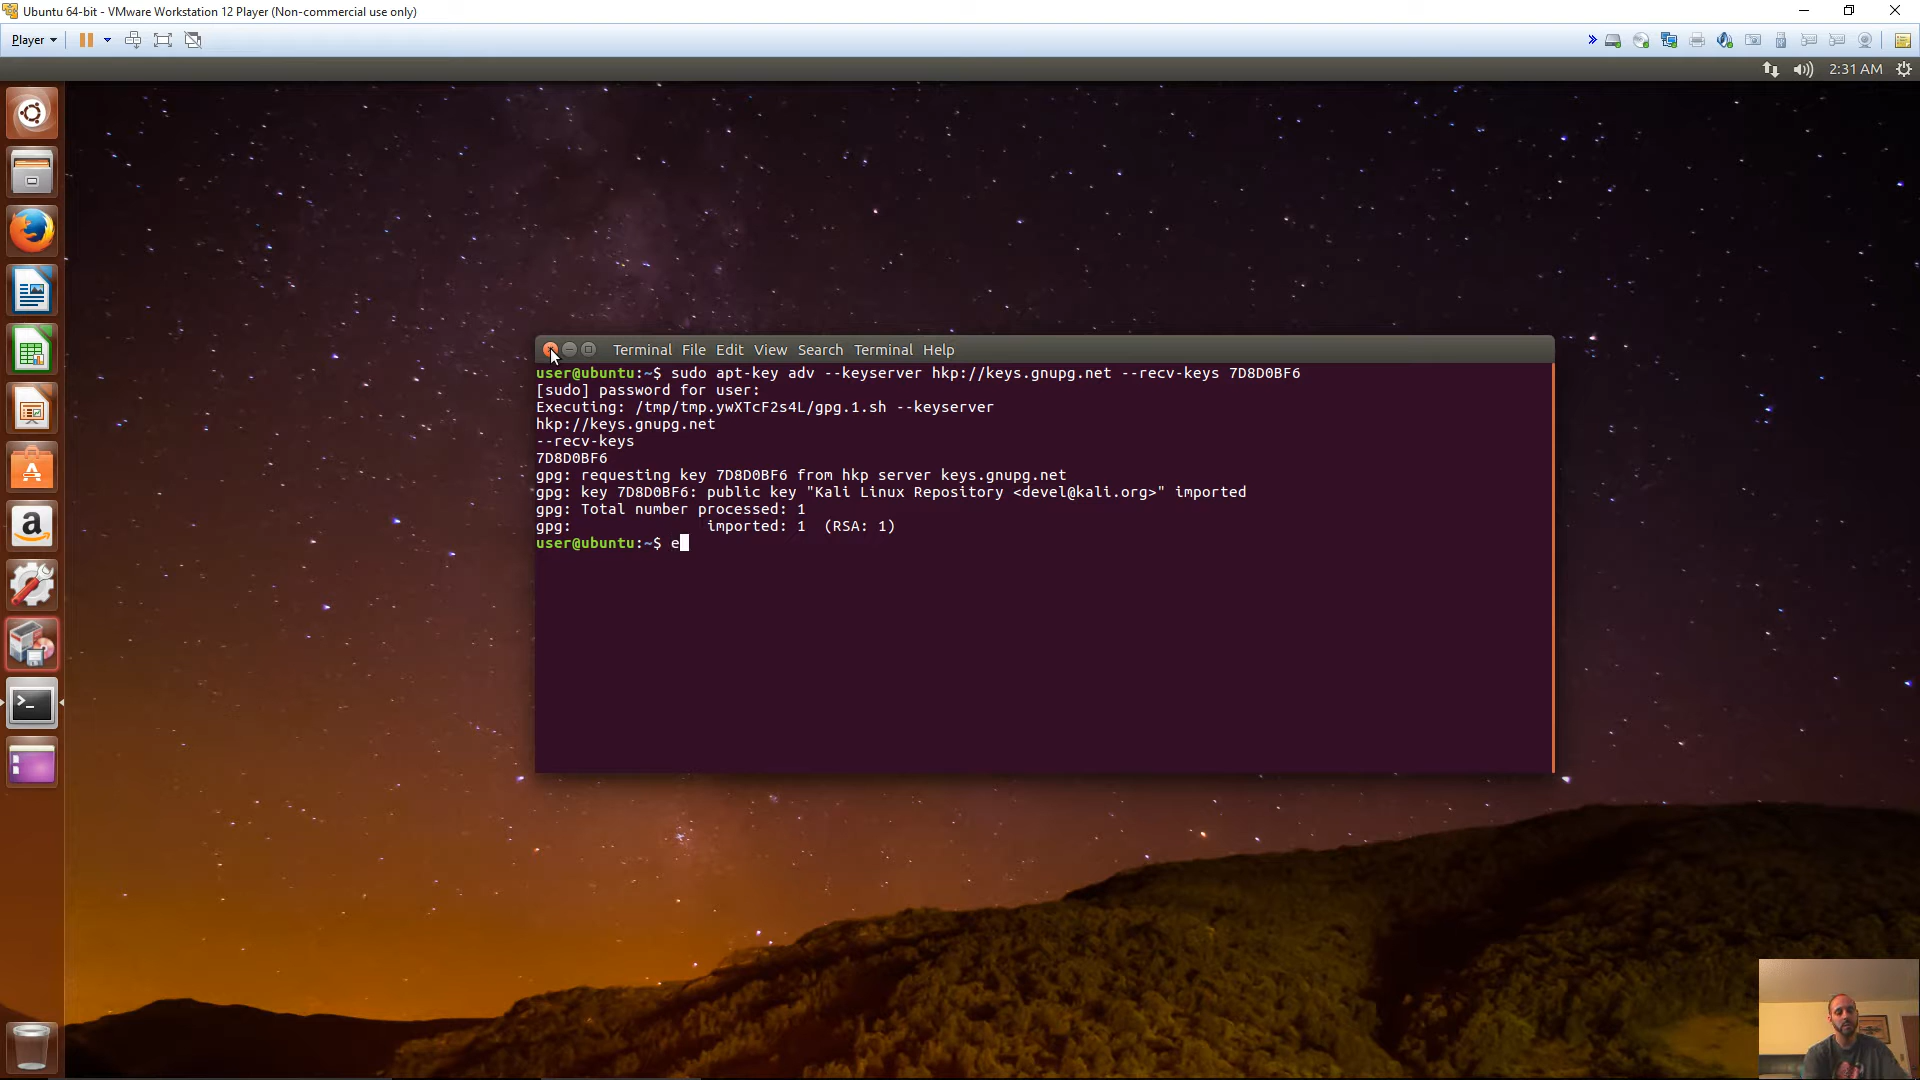 Ubuntu 64-bit - VMware Workstation 12 Player (Non-commercial use only)
Player
2:31 AM
Terminal File Edit View Search Terminal Help
user@ubuntu:~$ sudo apt-key adv --keyserver hkp://keys.gnupg.net --recv-keys 7D8D0BF6
[sudo] password for user:
Executing: /tmp/tmp.ywXTcF2s4L/gpg.1.sh --keyserver
hkp://keys.gnupg.net
--recv-keys
7D8D0BF6
gpg: requesting key 7D8D0BF6 from hkp server keys.gnupg.net
gpg: key 7D8D0BF6: public key "Kali Linux Repository <devel@kali.org>" imported
gpg: Total number processed: 1
gpg:               imported: 1  (RSA: 1)
user@ubuntu:~$ e